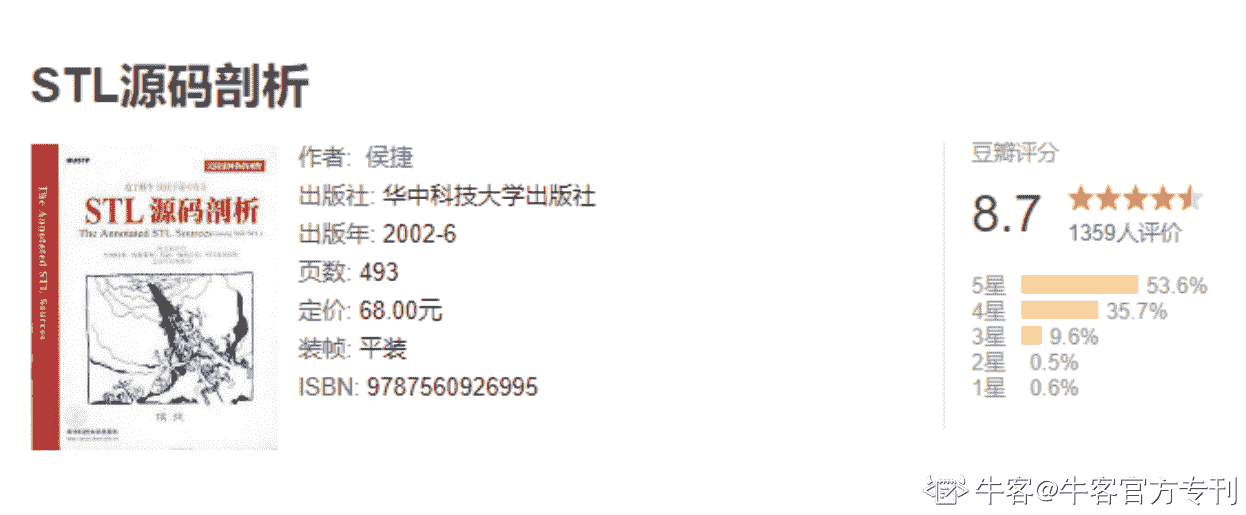 STL源码剖析
The Annotated STL Sources
STL 源码剖析
The Annotated STL Sources
侯捷
作者: 侯捷
出版社: 华中科技大学出版社
出版年: 2002-6
页数: 493
定价: 68.00元
装帧: 平装
ISBN: 9787560926995
豆瓣评分
8.7
1359人评价
5星 53.6%
4星 35.7%
3星 9.6%
2星 0.5%
1星 0.6%
牛客@牛客官方专刊